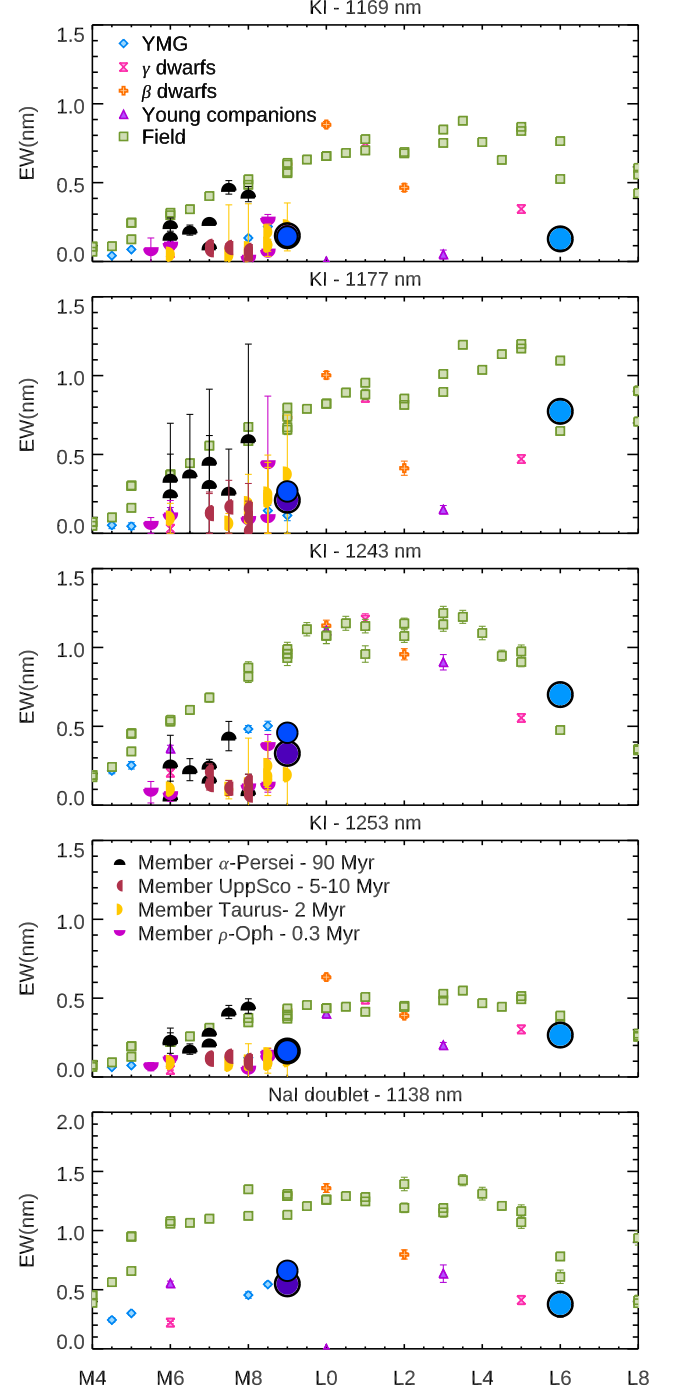 KI - 1169 nm
1.5
YMG
γ dwarfs
β dwarfs
1.0
Young companions
Field
EW(nm)
0.5
0.0
KI - 1177 nm
1.5
1.0
EW(nm)
0.5
0.0
KI - 1243 nm
1.5
1.0
EW(nm)
0.5
0.0
KI - 1253 nm
1.5
Member α-Persei - 90 Myr
Member UppSco - 5-10 Myr
Member Taurus- 2 Myr
1.0
Member ρ-Oph - 0.3 Myr
EW(nm)
0.5
0.0
NaI doublet - 1138 nm
2.0
1.5
1.0
EW(nm)
0.5
0.0
M4 M6 M8 L0 L2 L4 L6 L8